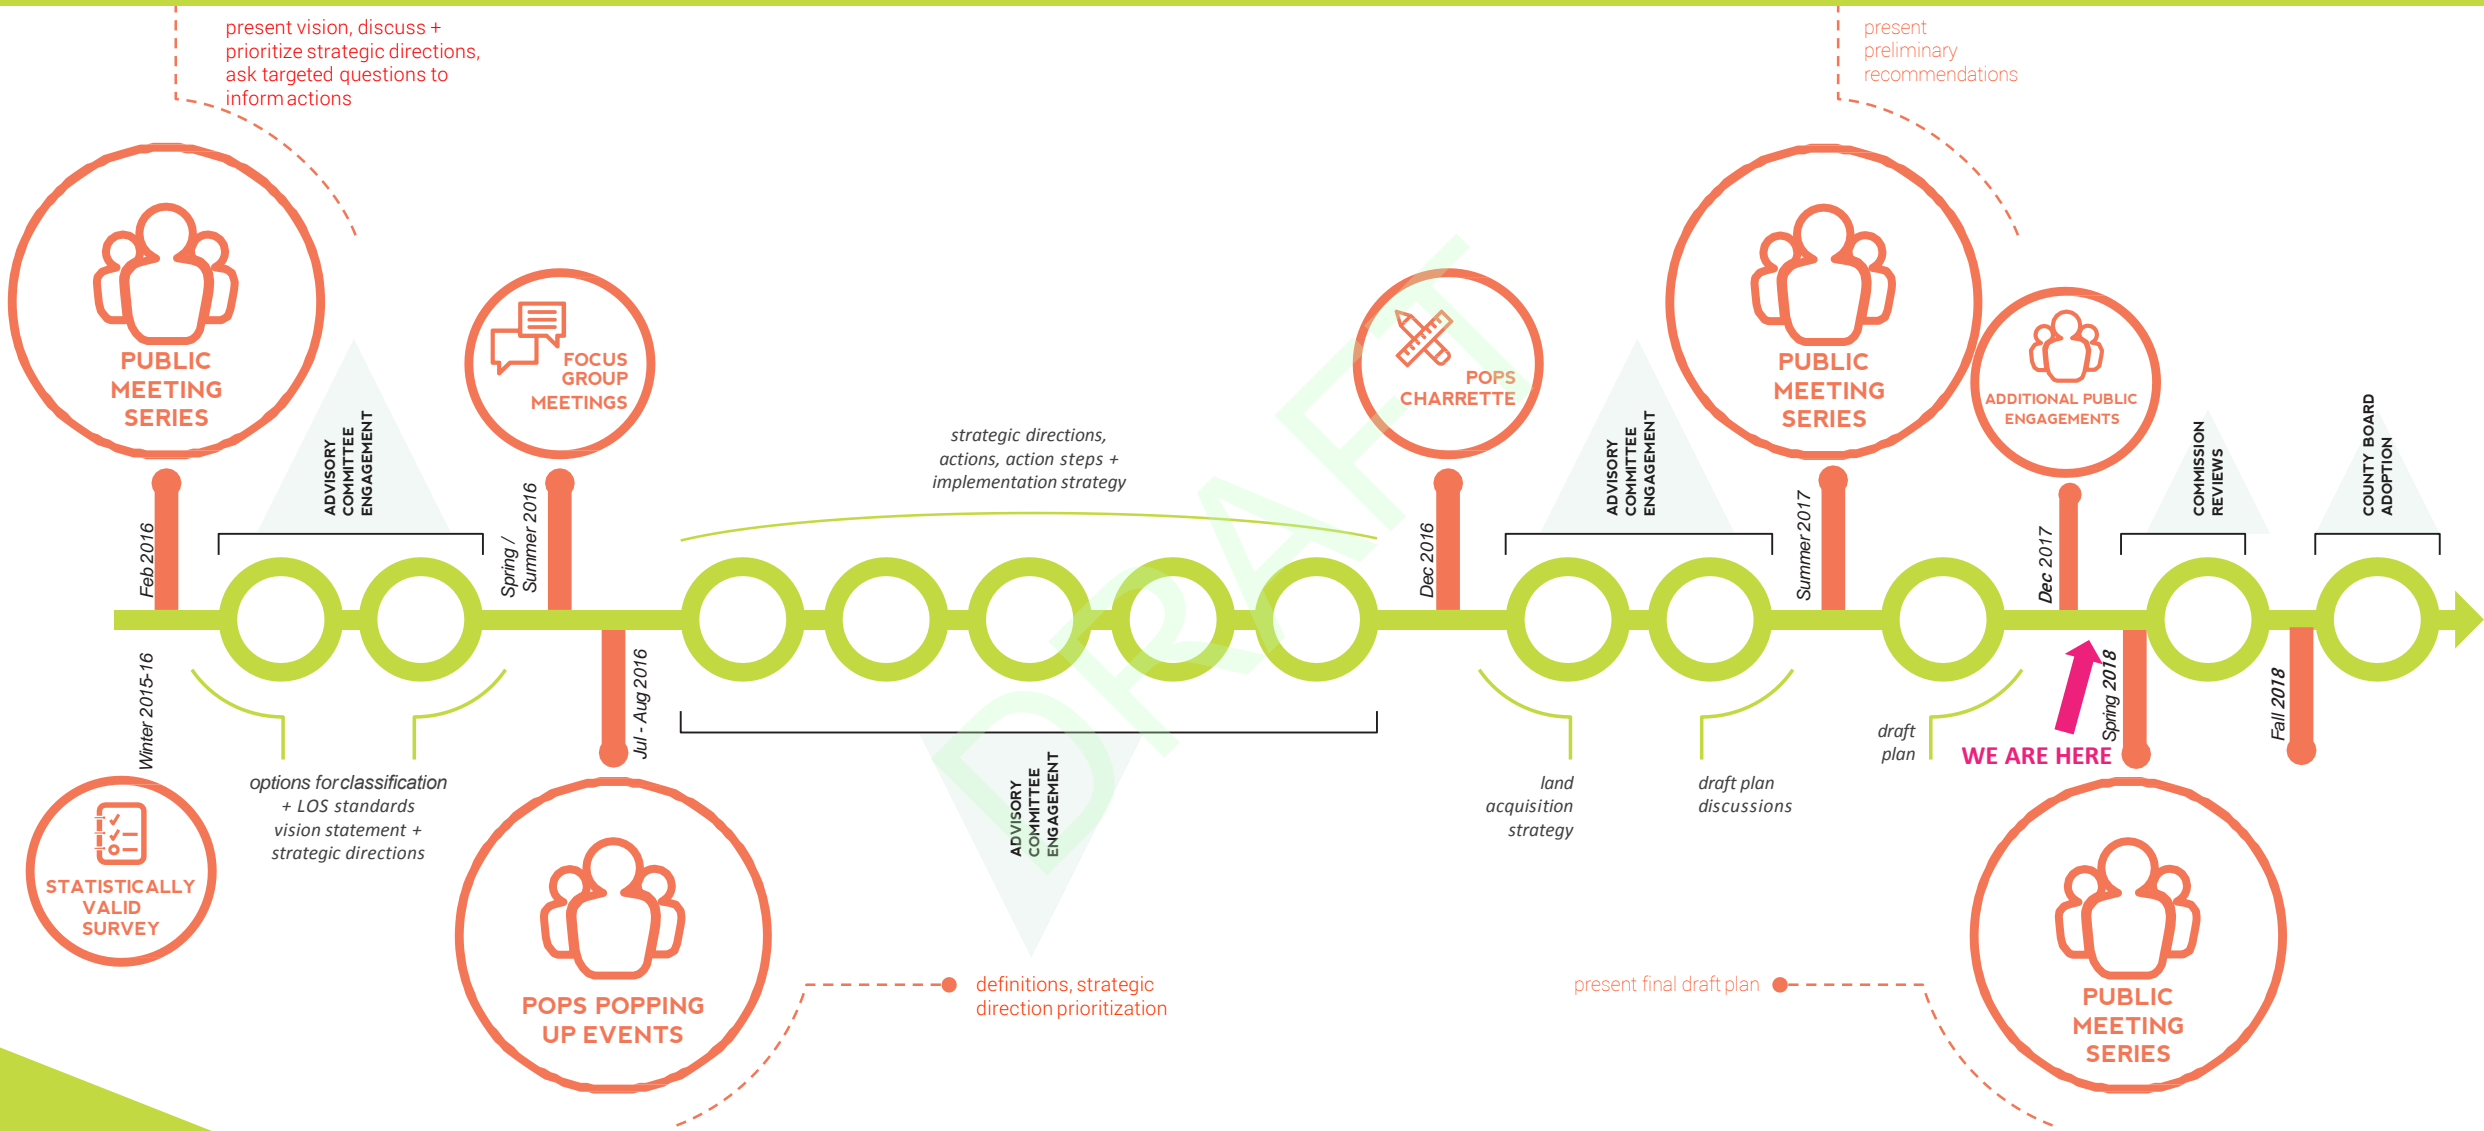 present vision, discuss +
prioritize strategic directions,
ask targeted questions to
inform actions
present
preliminary
recommendations
PUBLIC
MEETING
SERIES
FOCUS
GROUP
MEETINGS
POPS
CHARRETTE
PUBLIC
MEETING
SERIES
ADDITIONAL PUBLIC
ENGAGEMENTS
ADVISORY
COMMITTEE
ENGAGEMENT
strategic directions,
actions, action steps +
implementation strategy
ADVISORY
COMMITTEE
ENGAGEMENT
COMMISSION
REVIEWS
COUNTY BOARD
ADOPTION
Feb 2016
Spring /
Summer 2016
Dec 2016
Summer 2017
Dec 2017
DRAFT
Winter 2015-16
Jul - Aug 2016
Spring 2018
Fall 2018
WE ARE HERE
options for classification
+ LOS standards
vision statement +
strategic directions
ADVISORY
COMMITTEE
ENGAGEMENT
land
acquisition
strategy
draft plan
discussions
draft
plan
STATISTICALLY
VALID
SURVEY
POPS POPPING
UP EVENTS
definitions, strategic
direction prioritization
present final draft plan
PUBLIC
MEETING
SERIES